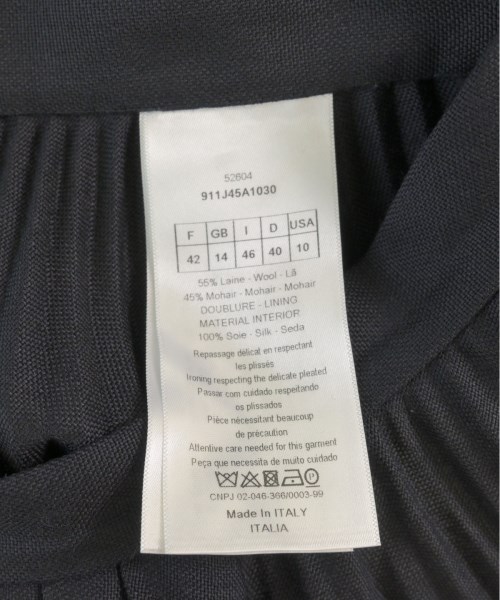 52604
911J45A1030
F GB I D USA
42 14 46 40 10
55% Laine - Wool - Lã
45% Mohair - Mohair - Mohair
DOUBLURE - LINING
MATERIAL INTERIOR
100% Soie - Silk - Seda
Repassage délicat en respectant
les plissés
Ironing respecting the delicate pleated
Passar com cuidado respeitando
os plissados
Pièce nécessitant beaucoup
de précaution
Attentive care needed for this garment
Peça que necessita de muito cuidado
CNPJ 02-046-366/0003-99
Made In ITALY
ITALIA